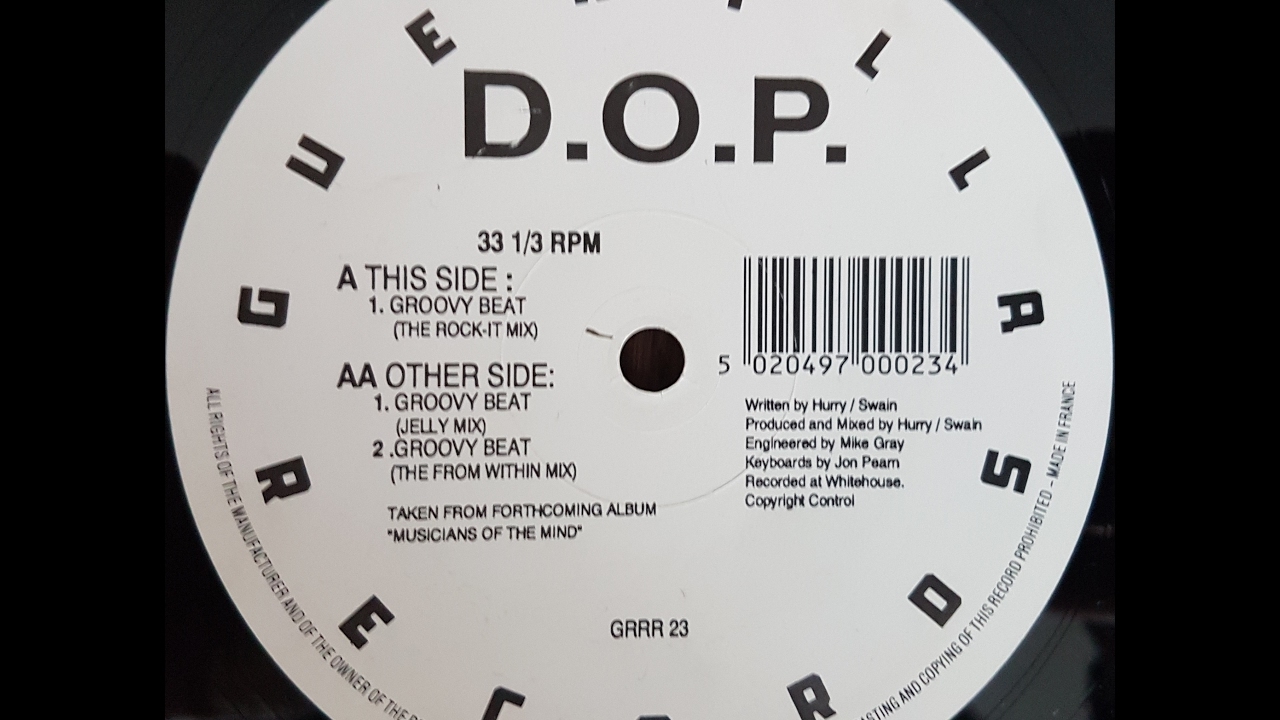 GUERILLA
D.O.P.
33 1/3 RPM
A THIS SIDE :
1. GROOVY BEAT
(THE ROCK-IT MIX)
AA OTHER SIDE:
1. GROOVY BEAT
(JELLY MIX)
2 .GROOVY BEAT
(THE FROM WITHIN MIX)
TAKEN FROM FORTHCOMING ALBUM
"MUSICIANS OF THE MIND"
5 020497 000234
Written by Hurry / Swain
Produced and Mixed by Hurry / Swain
Engineered by Mike Gray
Keyboards by Jon Pearn
Recorded at Whitehouse.
Copyright Control
GRRR 23
RECORDS
ALL RIGHTS OF THE MANUFACTURER AND OF THE OWNER OF THE
AND COPYING OF THIS RECORD PROHIBITED - MADE IN FRANCE